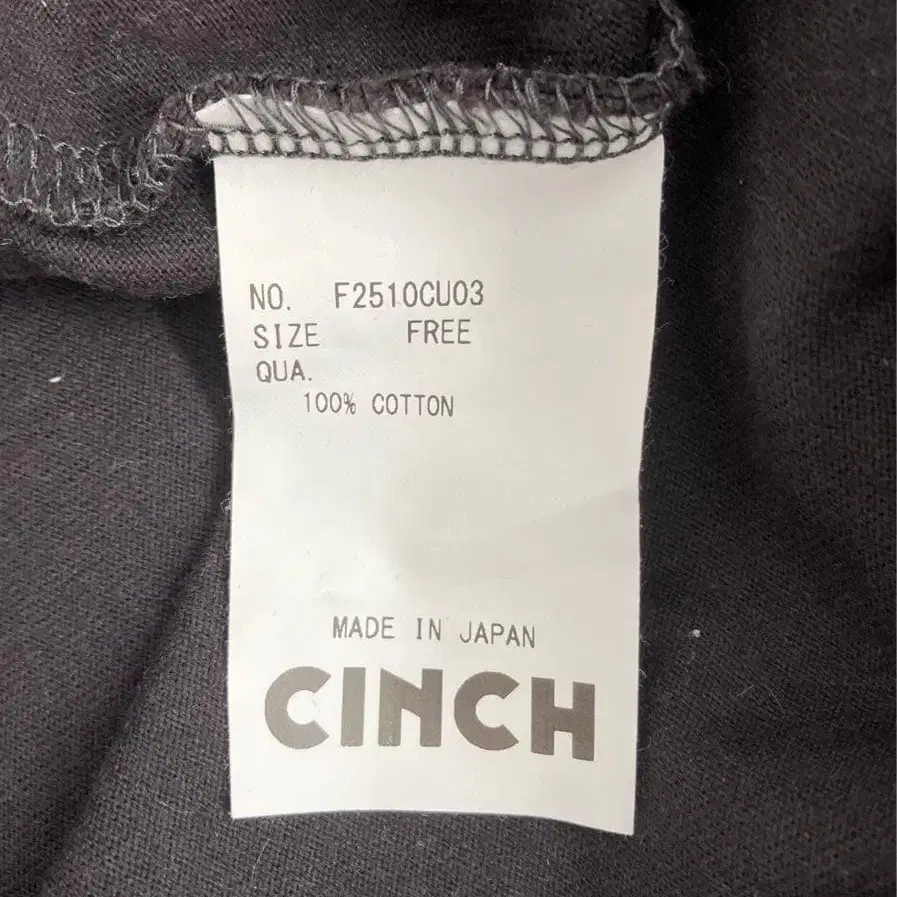 NO. F2510CU03
SIZE FREE
QUA.
100% COTTON
MADE IN JAPAN
CINCH